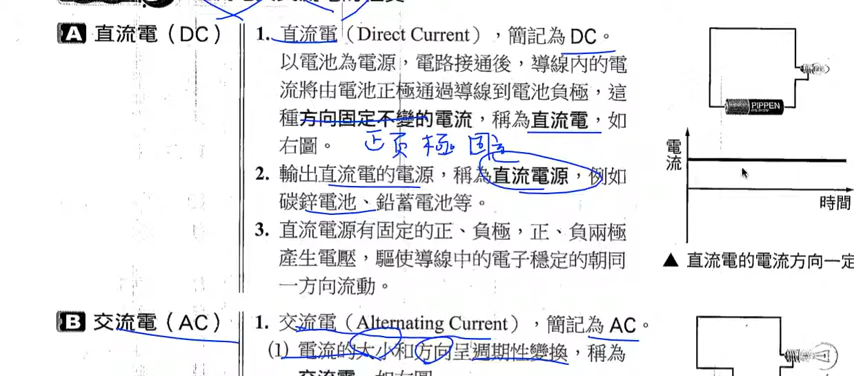 A 直流電(DC)
1. 直流電(Direct Current),簡記為 DC。
以電池為電源,電路接通後,導線內的電
流將由電池正極通過導線到電池負極,這
種方向固定不變的電流,稱為直流電,如
右圖。 正負極固定
2. 輸出直流電的電源,稱為直流電源,例如
碳鋅電池、鉛蓄電池等。
3. 直流電源有固定的正、負極,正、負兩極
產生電壓,驅使導線中的電子穩定的朝同
一方向流動。
PIPPEN
電流
時間
▲ 直流電的電流方向一定
B 交流電(AC)
1. 交流電(Alternating Current),簡記為 AC。
(1) 電流的大小和方向呈週期性變換,稱為